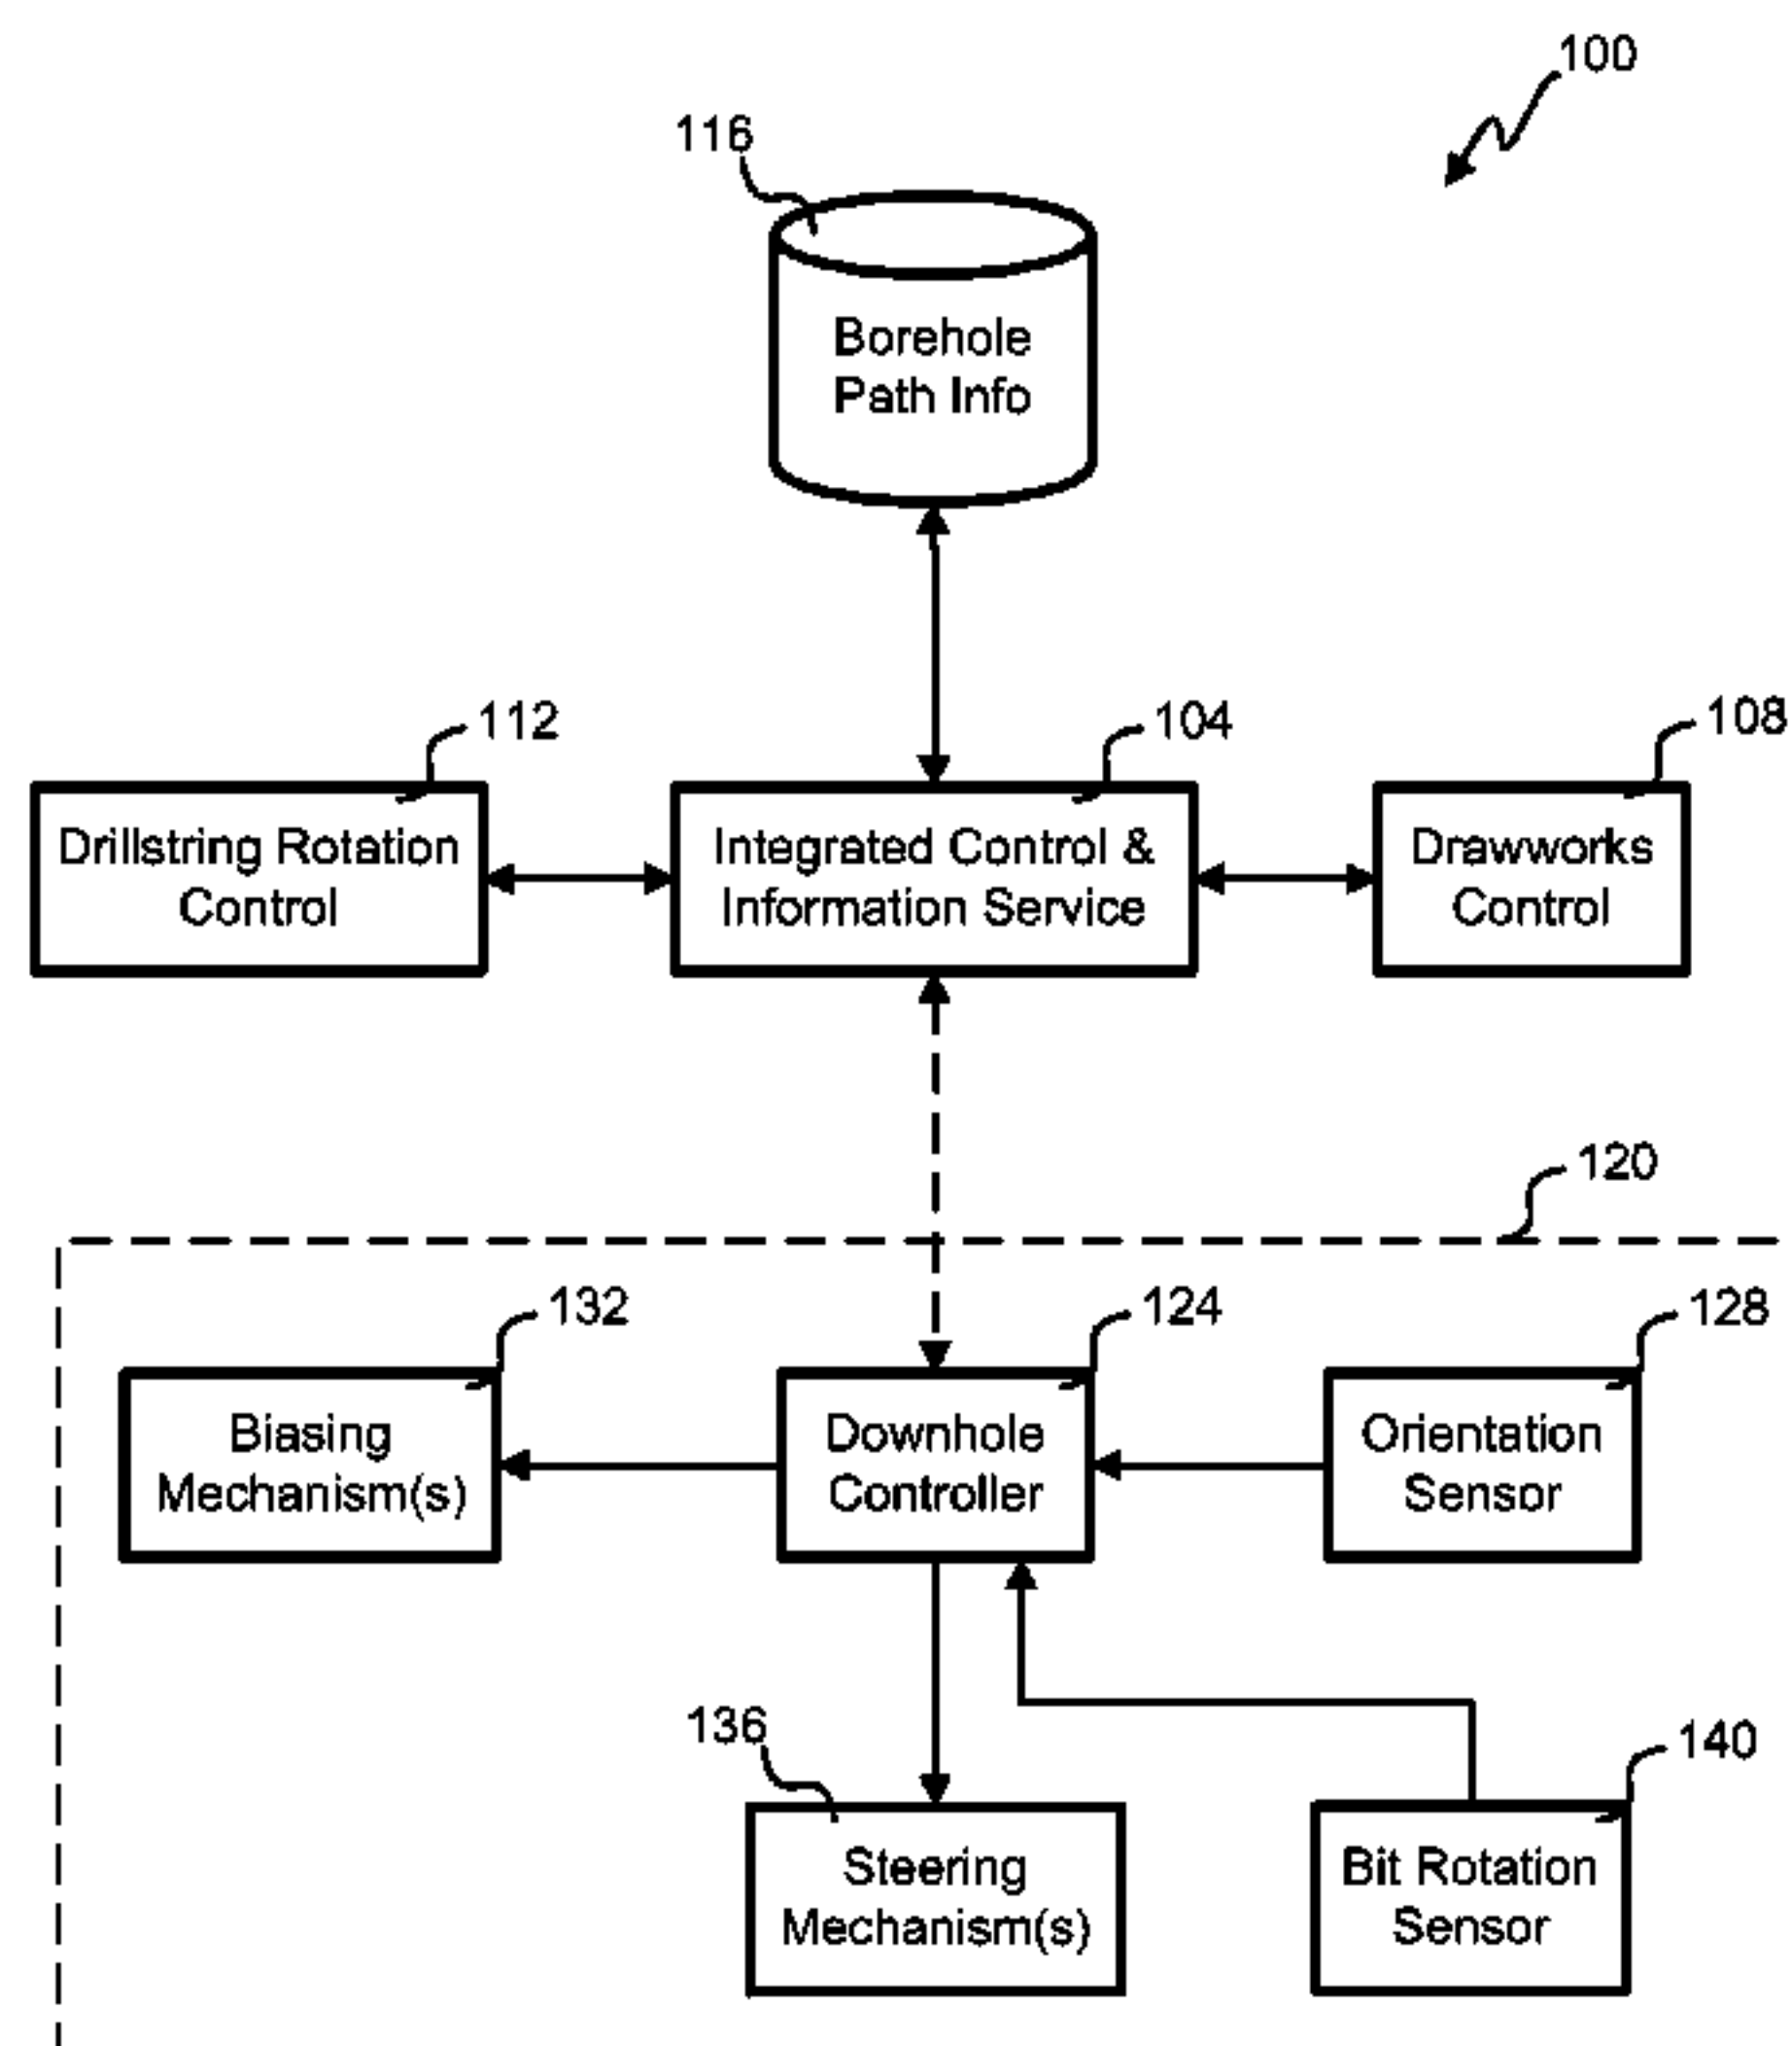 100
116
Borehole
Path Info
112
104
108
Drillstring Rotation
Control
Integrated Control &
Information Service
Drawworks
Control
120
132
124
128
Biasing
Mechanism(s)
Downhole
Controller
Orientation
Sensor
136
140
Steering
Mechanism(s)
Bit Rotation
Sensor